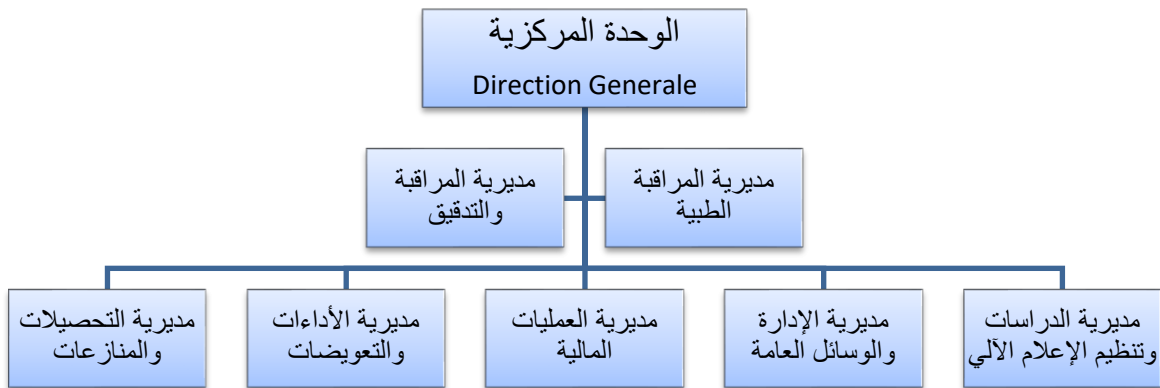 الوحدة المركزية
Direction Generale
مديرية المراقبة
الطبية
مديرية المراقبة
والتدقيق
مديرية الدراسات
وتنظيم الإعلام الآلي
مديرية الإدارة
والوسائل العامة
مديرية العمليات
المالية
مديرية الأداءات
والتعويضات
مديرية التحصيلات
والمنازعات